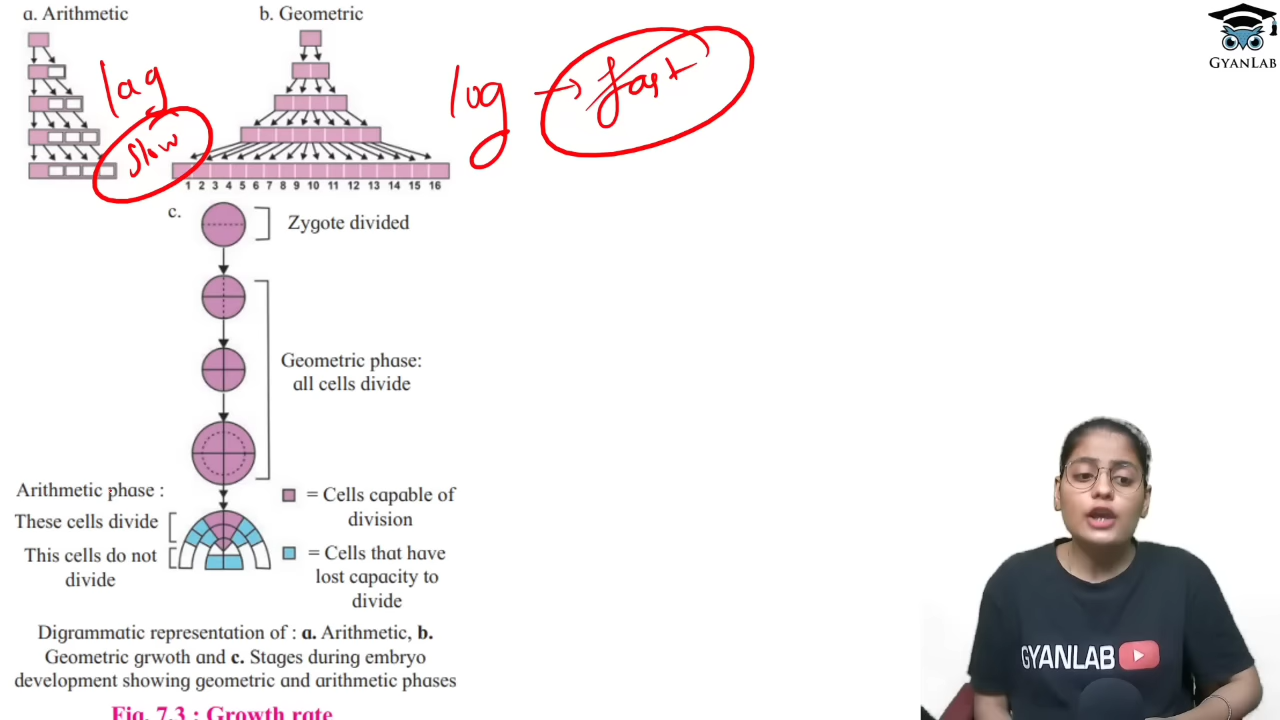 a. Arithmetic
b. Geometric
lag
slow
log → fast
1 2 3 4 5 6 7 8 9 10 11 12 13 14 15 16
GYANLAB
c.
Zygote divided
Geometric phase:
all cells divide
Arithmetic phase :
These cells divide
This cells do not
divide
= Cells capable of
division
= Cells that have
lost capacity to
divide
Digrammatic representation of : a. Arithmetic, b.
Geometric grwoth and c. Stages during embryo
development showing geometric and arithmetic phases
Fig. 7.3 : Growth rate
GYANLAB